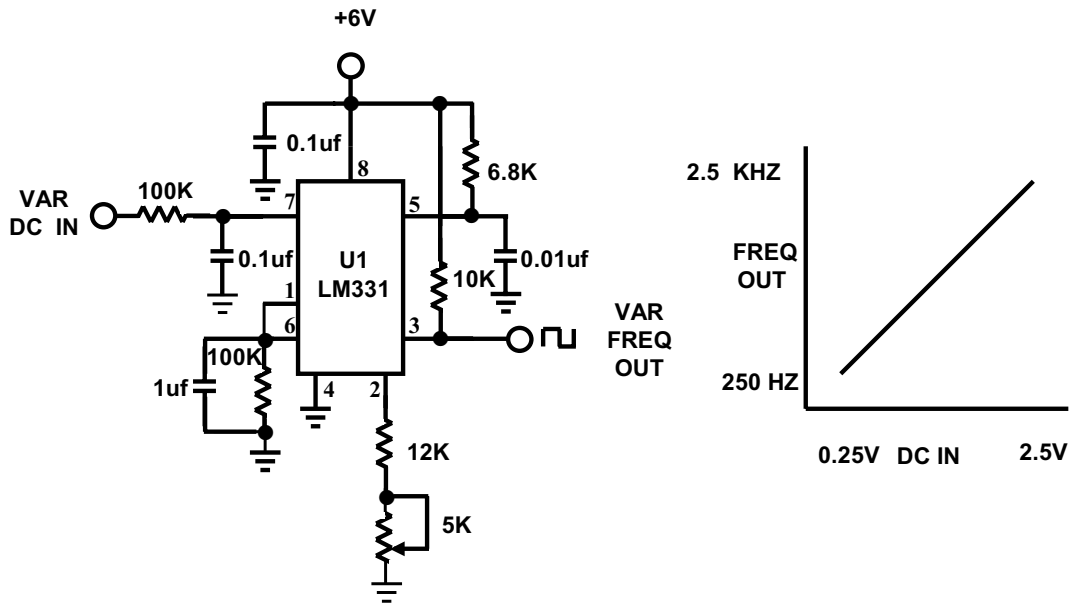 +6V
0.1uf
6.8K
8
VAR
DC IN
100K
7
5
0.1uf
U1
LM331
10K
0.01uf
1
6
3
VAR
FREQ
OUT
100K
1uf
4
2
12K
5K
2.5 KHZ
FREQ
OUT
250 HZ
0.25V DC IN 2.5V